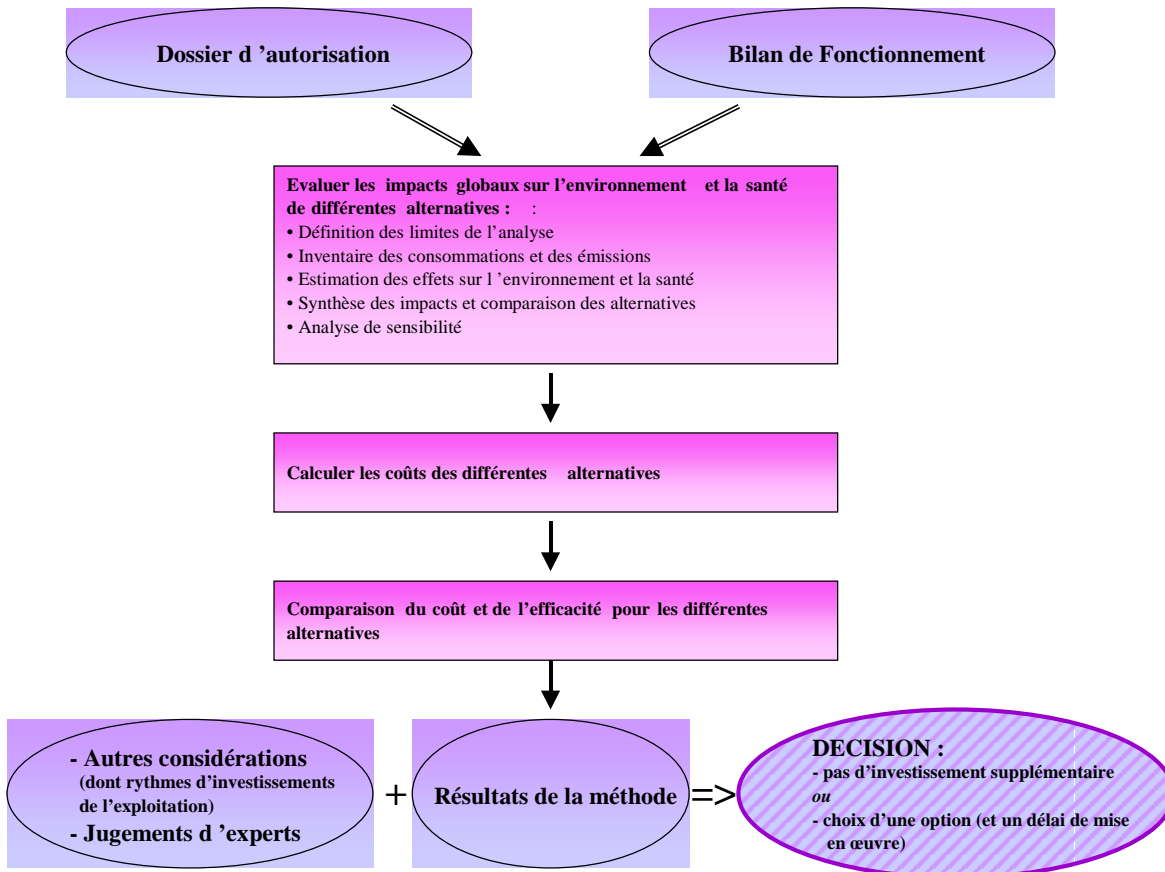 Dossier d ’autorisation
Bilan de Fonctionnement
Evaluer les impacts globaux sur l’environnement et la santé
de différentes alternatives : :
• Définition des limites de l’analyse
• Inventaire des consommations et des émissions
• Estimation des effets sur l ’environnement et la santé
• Synthèse des impacts et comparaison des alternatives
• Analyse de sensibilité
Calculer les coûts des différentes alternatives
Comparaison du coût et de l’efficacité pour les différentes
alternatives
- Autres considérations
(dont rythmes d’investissements
de l’exploitation)
- Jugements d ’experts
+
Résultats de la méthode
=>
DECISION :
- pas d’investissement supplémentaire
ou
- choix d’une option (et un délai de mise
en œuvre)